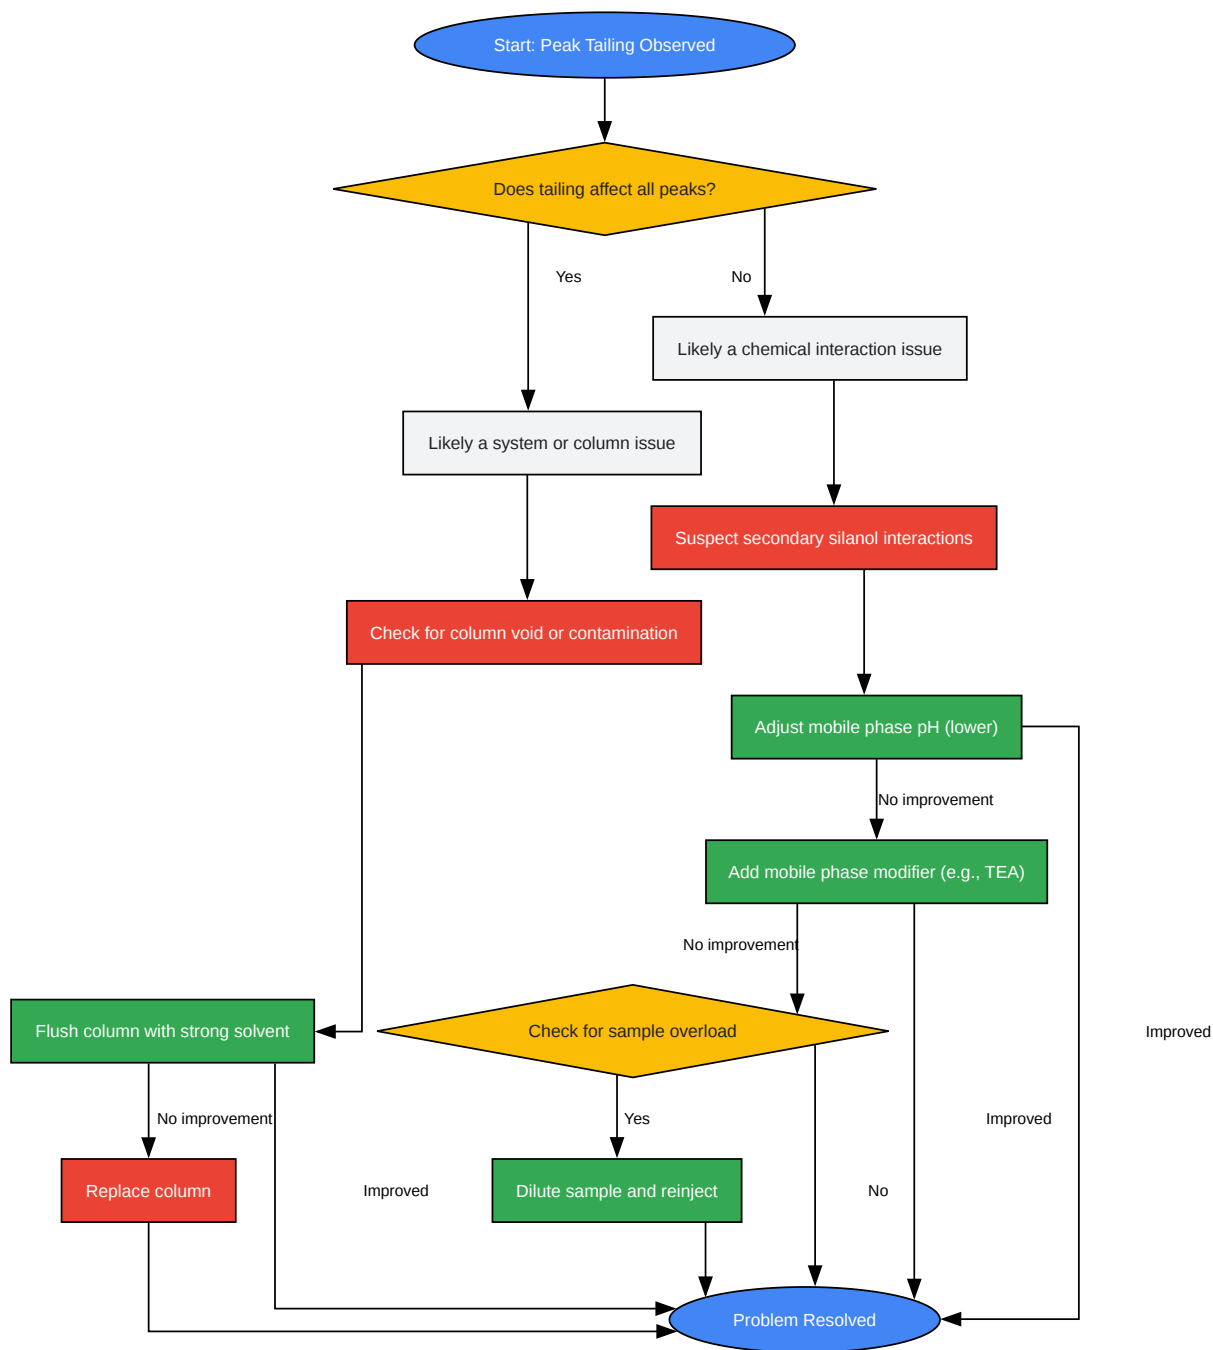 Start: Peak Tailing Observed
Does tailing affect all peaks?
Yes
No
Likely a chemical interaction issue
Likely a system or column issue
Suspect secondary silanol interactions
Check for column void or contamination
Adjust mobile phase pH (lower)
No improvement
Add mobile phase modifier (e.g., TEA)
No improvement
Flush column with strong solvent
Check for sample overload
Improved
No improvement
Yes
Improved
Replace column
Improved
Dilute sample and reinject
No
Problem Resolved